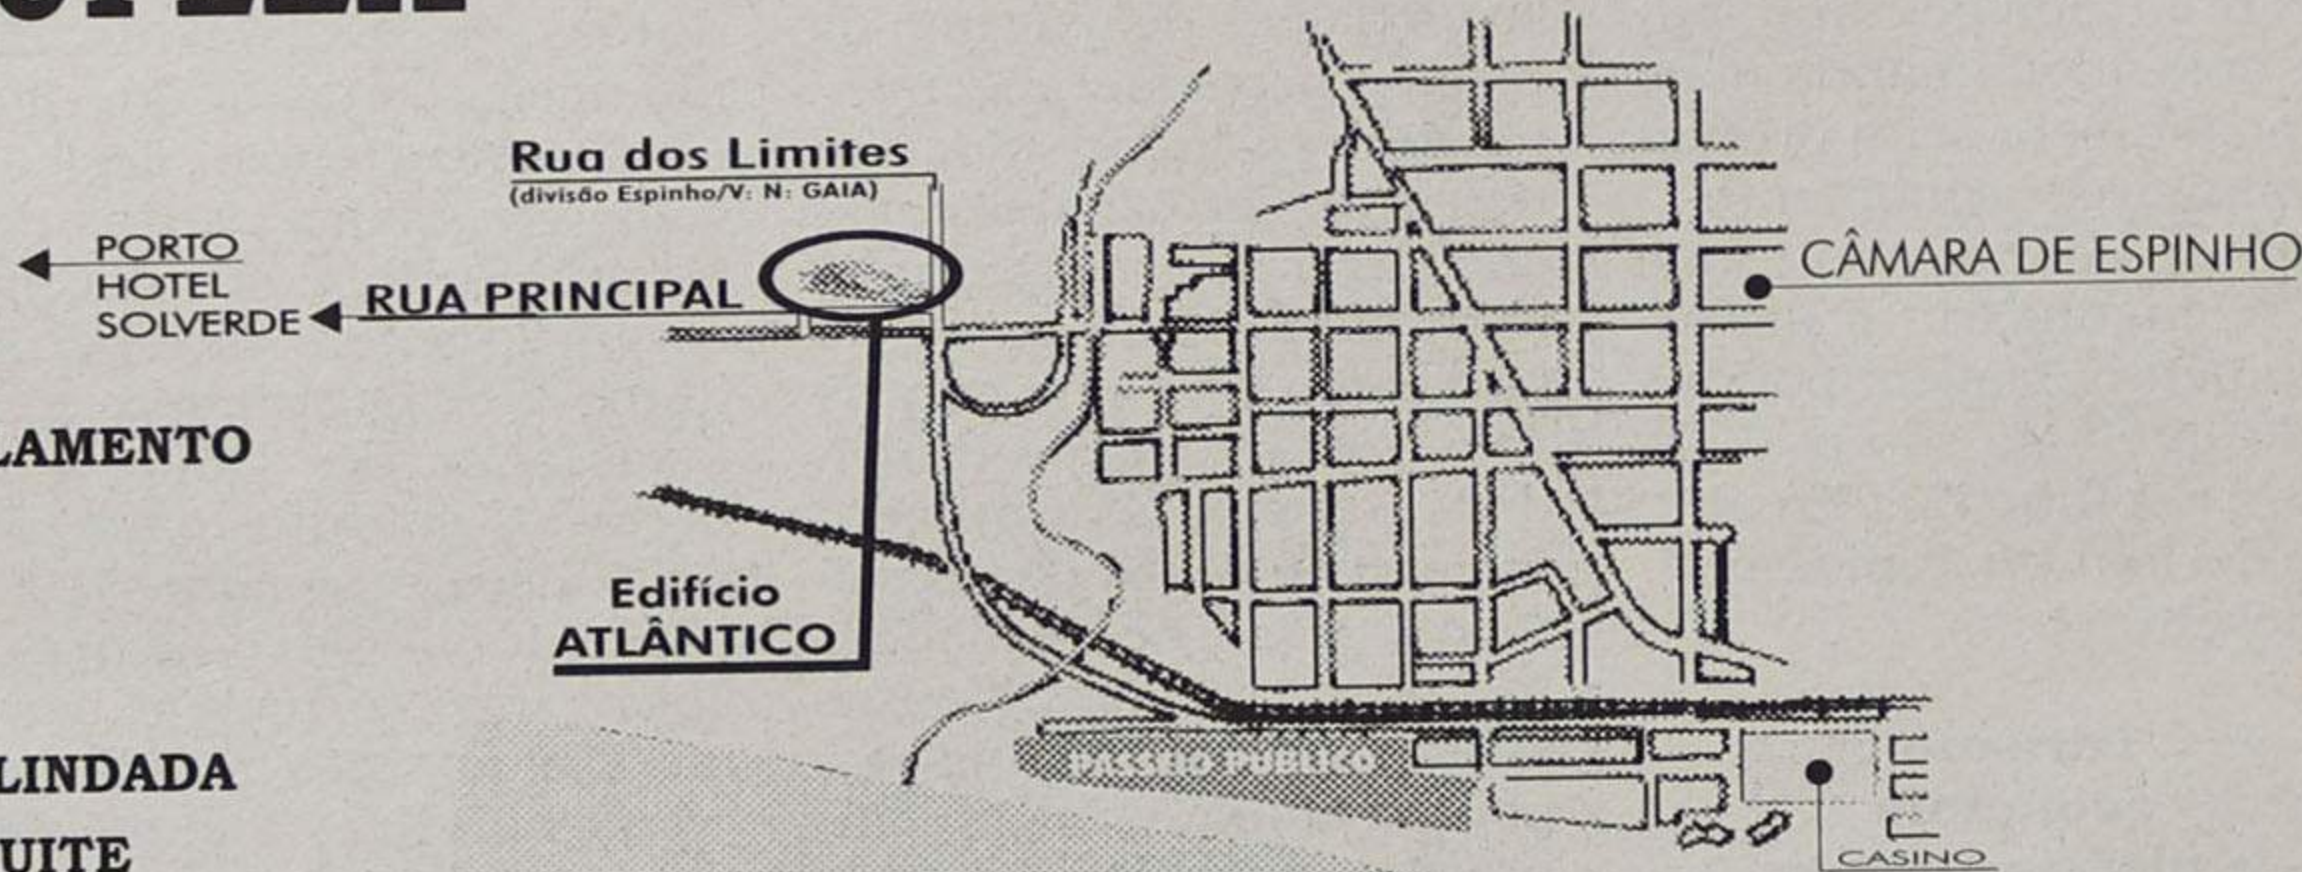 Rua dos Limites
(divisão Espinho/V: N: GAIA)
PORTO
HOTEL
SOLVERDE
RUA PRINCIPAL
CÂMARA DE ESPINHO
LAMENTO
Edifício
ATLÂNTICO
LINDADA
PASSEIO PÚBLICO
UITE
CASINO